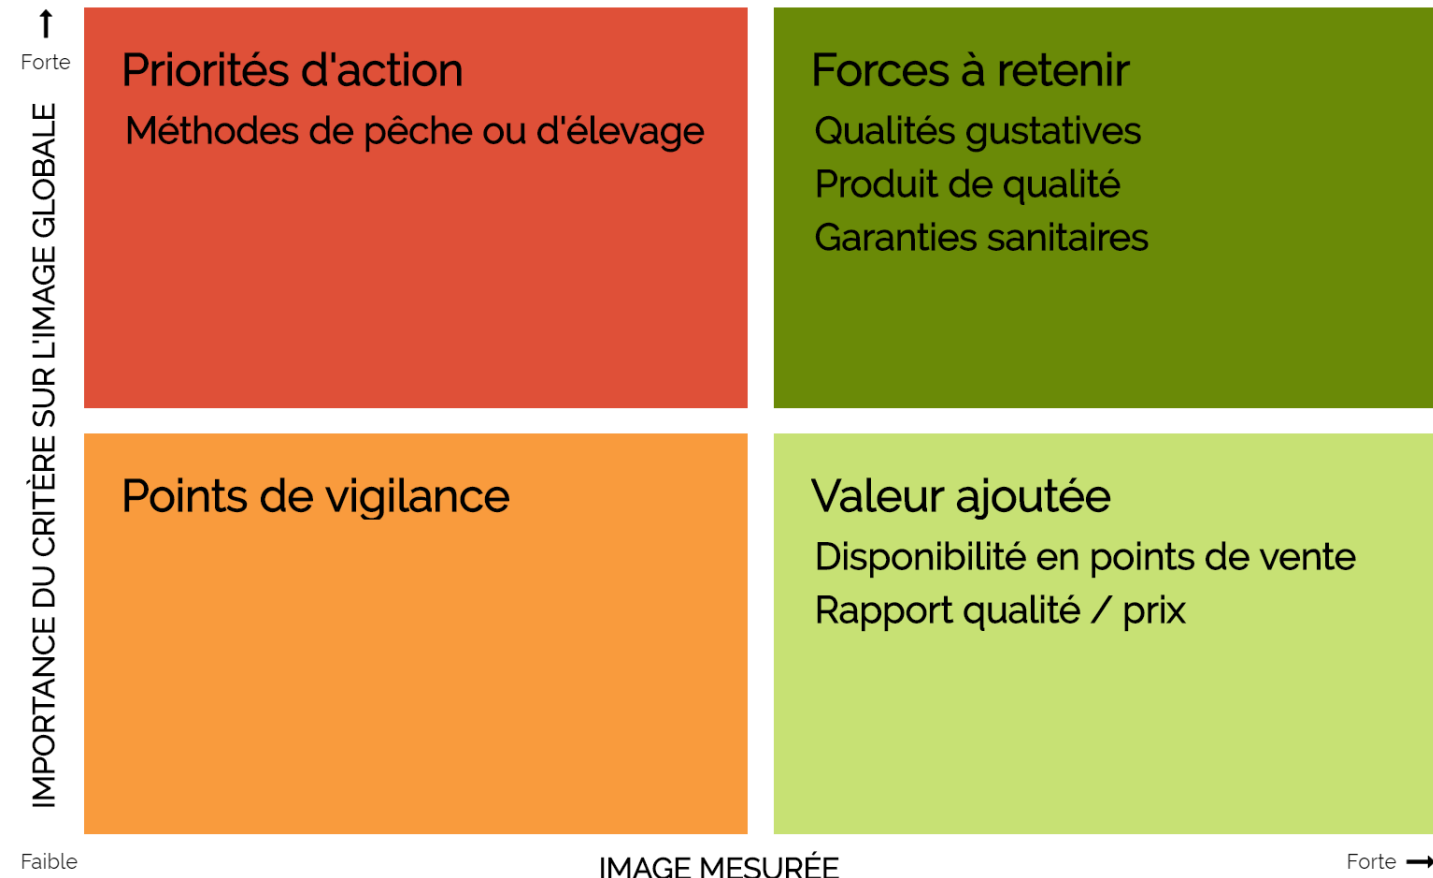 Forte
IMPORTANCE DU CRITÈRE SUR L'IMAGE GLOBALE
Priorités d'action
Méthodes de pêche ou d'élevage
Forces à retenir
Qualités gustatives
Produit de qualité
Garanties sanitaires
Points de vigilance
Valeur ajoutée
Disponibilité en points de vente
Rapport qualité / prix
Faible
IMAGE MESURÉE
Forte